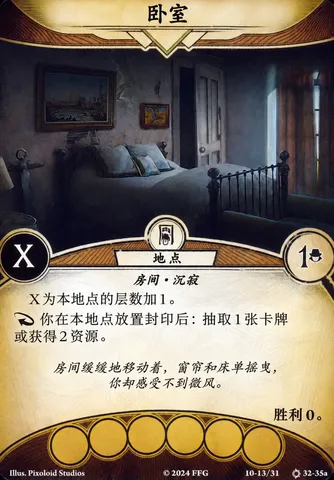 卧室
X
地点
1
房间·沉寂
X为本地点的层数加1。
你在本地点放置封印后：抽取1张卡牌
或获得2资源。
房间缓缓地移动着，窗帘和床单摇曳，
你却感受不到微风。
胜利0。
Illus. Pixoloid Studios © 2024 FFG 10-13/31 32-35a